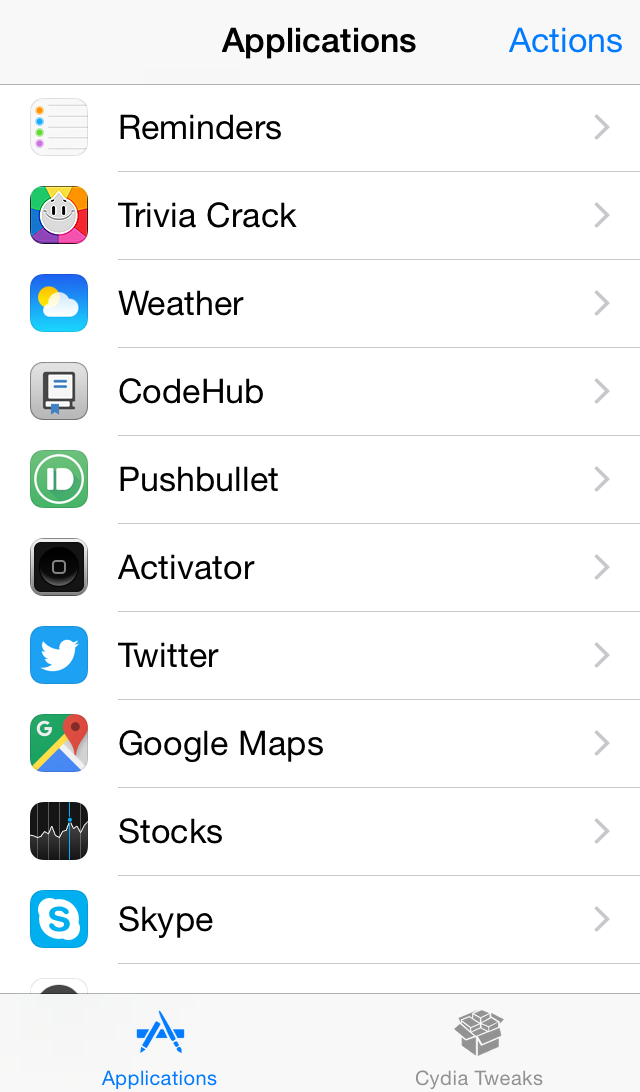 Applications
Actions
Reminders
Trivia Crack
Weather
CodeHub
Pushbullet
Activator
Twitter
G
Google Maps
Stocks
S
Skype
Applications
Cydia Tweaks